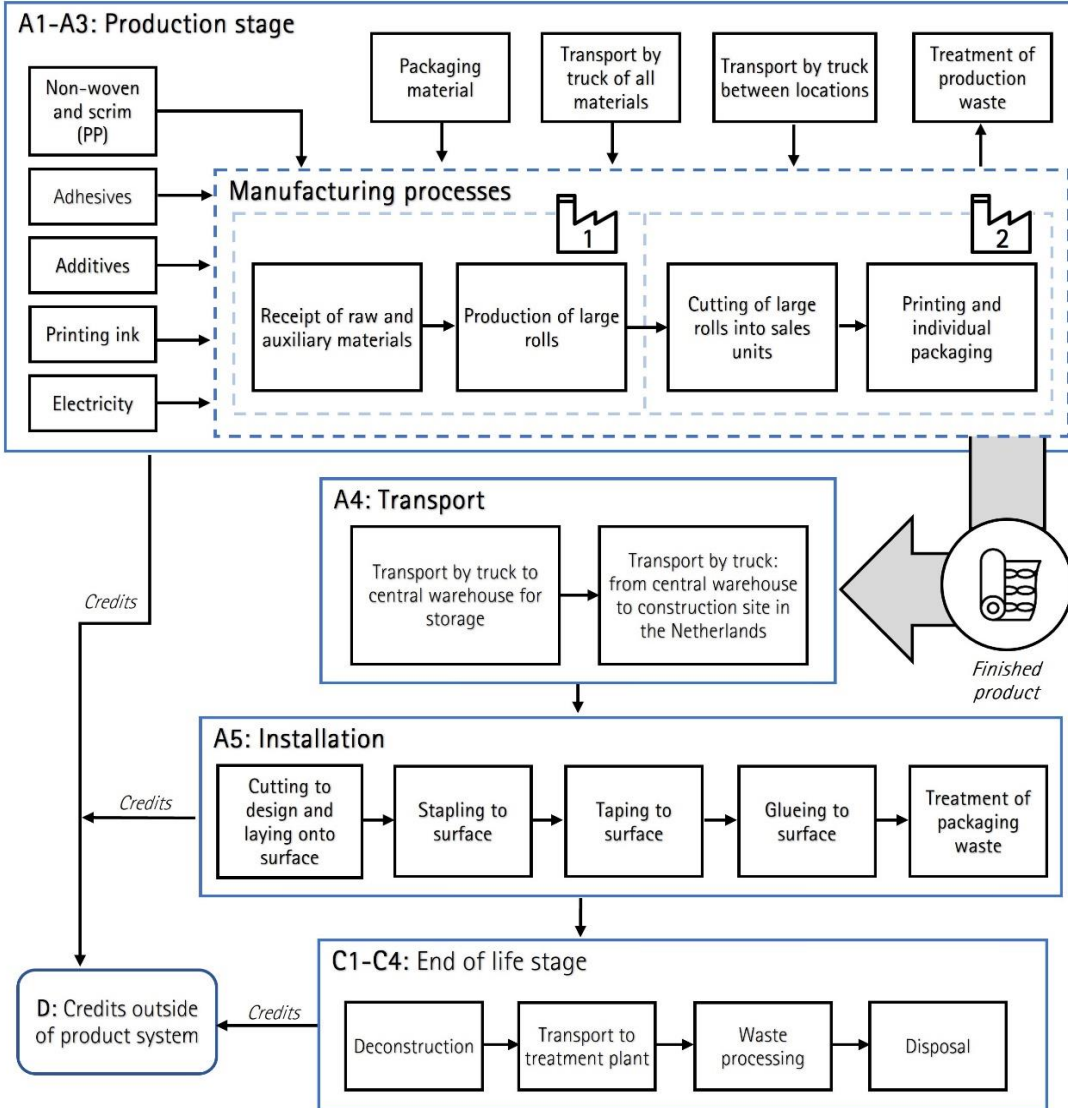 A1-A3: Production stage
Non-woven
and scrim
(PP)
Packaging
material
Transport by
truck of all
materials
Transport by truck
between locations
Treatment of
production
waste
Adhesives
Additives
Printing ink
Electricity
Manufacturing processes
1
2
Receipt of raw and
auxiliary materials
Production of large
rolls
Cutting of large
rolls into sales
units
Printing and
individual
packaging
A4: Transport
Transport by truck to
central warehouse for
storage
Transport by truck:
from central warehouse
to construction site in
the Netherlands
Finished
product
Credits
A5: Installation
Cutting to
design and
laying onto
surface
Stapling to
surface
Taping to
surface
Glueing to
surface
Treatment of
packaging
waste
Credits
C1-C4: End of life stage
Deconstruction
Transport to
treatment plant
Waste
processing
Disposal
Credits
D: Credits outside
of product system